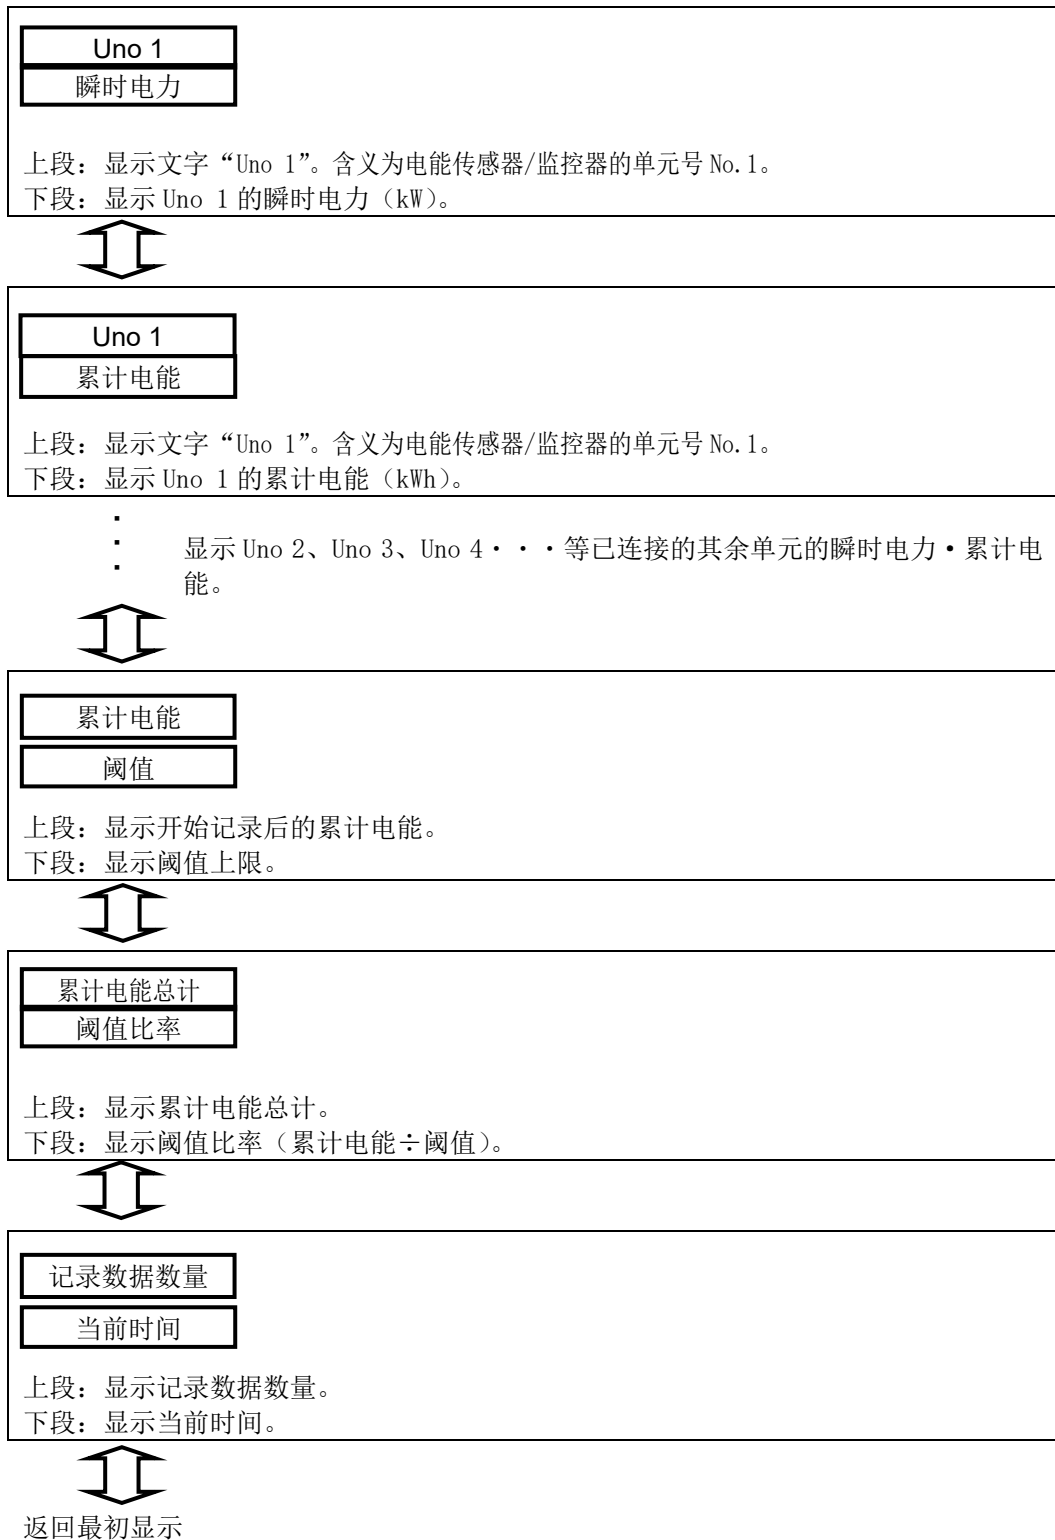 Uno 1
瞬时电力
上段：显示文字“Uno 1”。含义为电能传感器/监控器的单元号 No.1。
下段：显示 Uno 1 的瞬时电力（kW）。
Uno 1
累计电能
上段：显示文字“Uno 1”。含义为电能传感器/监控器的单元号 No.1。
下段：显示 Uno 1 的累计电能（kWh）。
显示 Uno 2、Uno 3、Uno 4・・・等已连接的其余单元的瞬时电力・累计电
能。
累计电能
阈值
上段：显示开始记录后的累计电能。
下段：显示阈值上限。
累计电能总计
阈值比率
上段：显示累计电能总计。
下段：显示阈值比率（累计电能÷阈值）。
记录数据数量
当前时间
上段：显示记录数据数量。
下段：显示当前时间。
返回最初显示